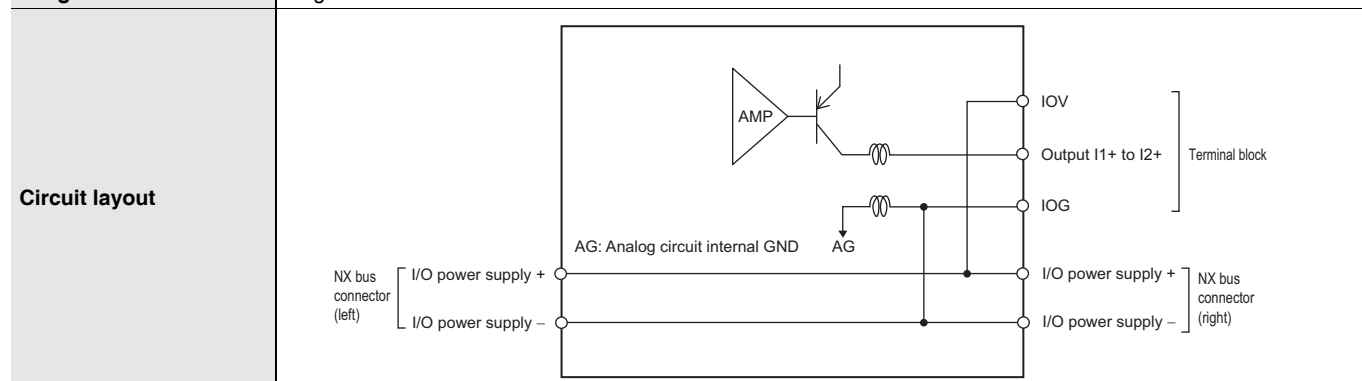 Circuit layout
AMP
IOV
Output I1+ to I2+
Terminal block
IOG
AG: Analog circuit internal GND
AG
NX bus
connector
(left)
I/O power supply +
I/O power supply –
I/O power supply +
I/O power supply –
NX bus
connector
(right)